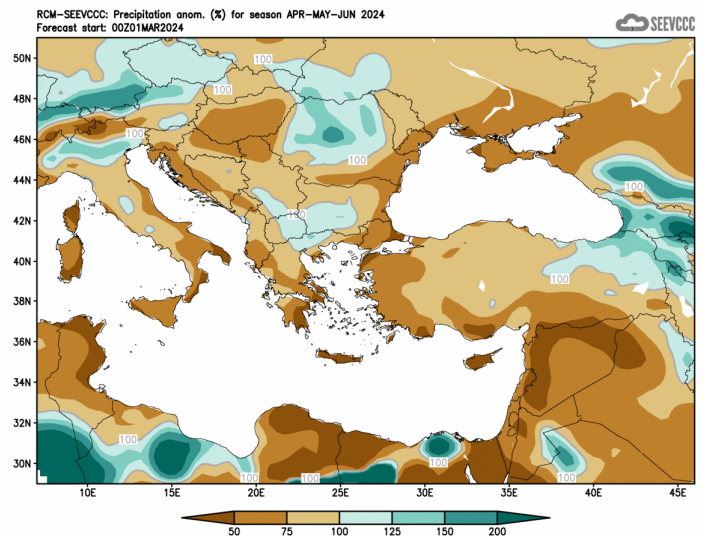 RCM-SEEVCCC: Precipitation anom. (%) for season APR-MAY-JUN 2024
Forecast start: 00Z01MAR2024
SEEVCCC
50N
48N
46N
44N
42N
40N
38N
36N
34N
32N
30N
100
100
100
100
100
100
100
100
100
100
100
100
10E
15E
20E
25E
30E
35E
40E
45E
50
75
100
125
150
200